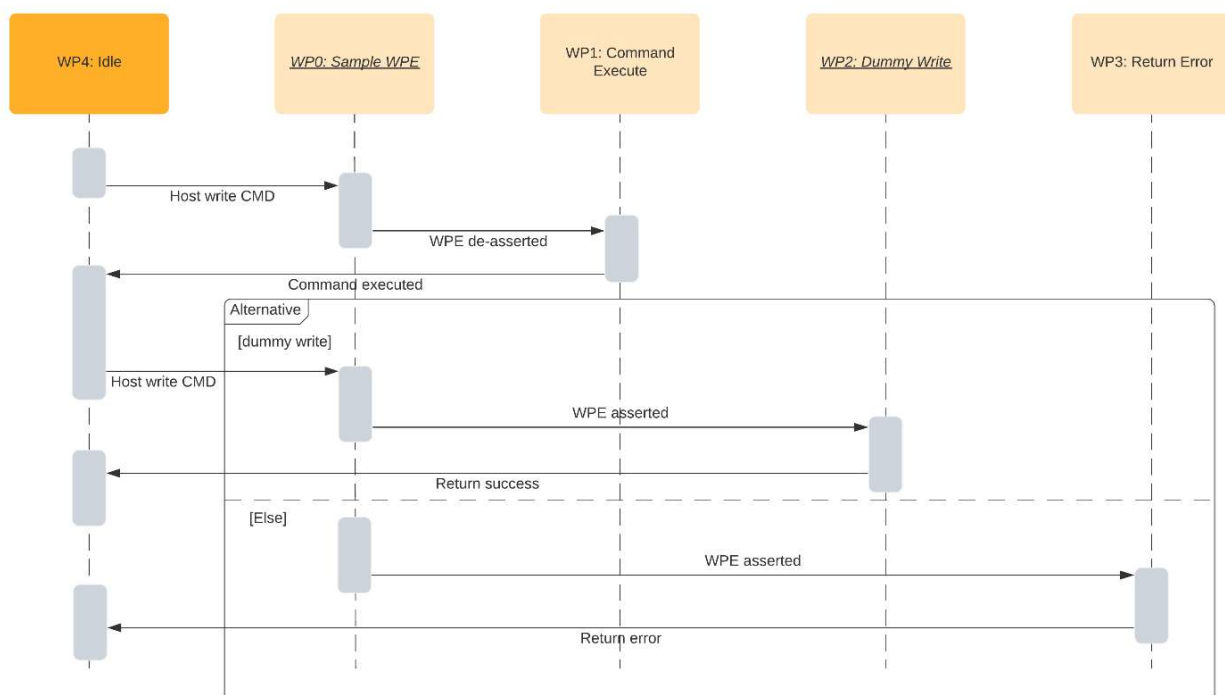 WP4: Idle
WP0: Sample WPE
WP1: Command
Execute
WP2: Dummy Write
WP3: Return Error
Host write CMD
WPE de-asserted
Command executed
Alternative
[dummy write]
Host write CMD
WPE asserted
Return success
[Else]
WPE asserted
Return error